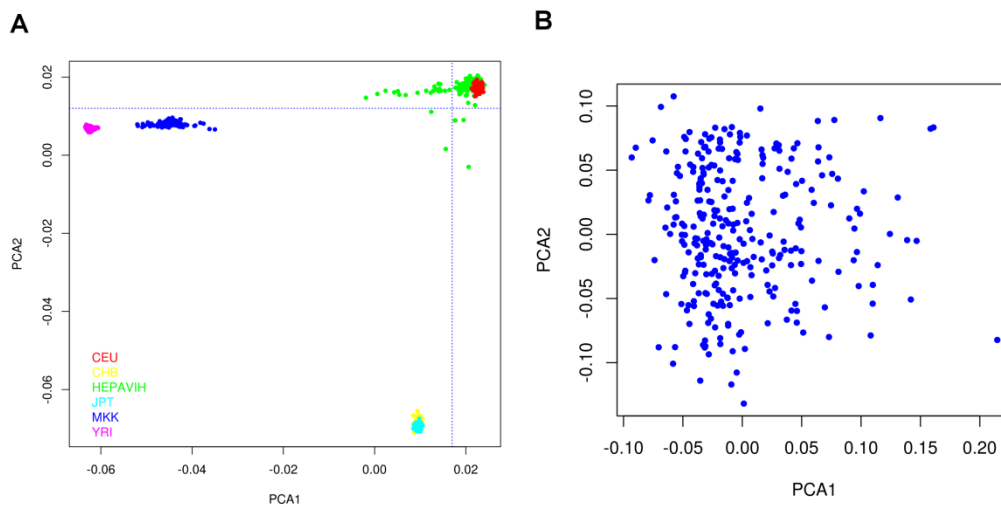 A
0.02
0.00
-0.02
-0.04
-0.06
PCA2
CEU
CHB
HEPAVIH
JPT
MKK
YRI
-0.06 -0.04 -0.02 0.00 0.02
PCA1
B
0.10
0.05
0.00
-0.05
-0.10
PCA2
-0.10 -0.05 0.00 0.05 0.10 0.15 0.20
PCA1